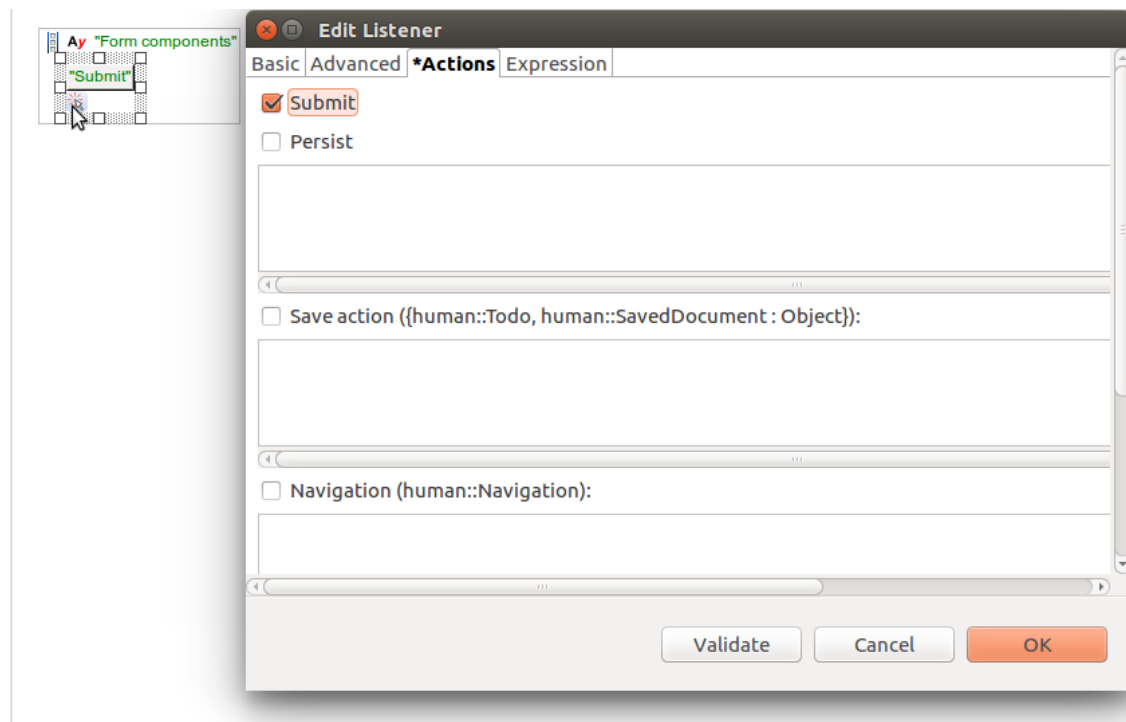 Ay "Form components"
"Submit"
Edit Listener
Basic Advanced *Actions Expression
Submit
Persist
Save action ({human::Todo, human::SavedDocument : Object}):
Navigation (human::Navigation):
Validate Cancel OK